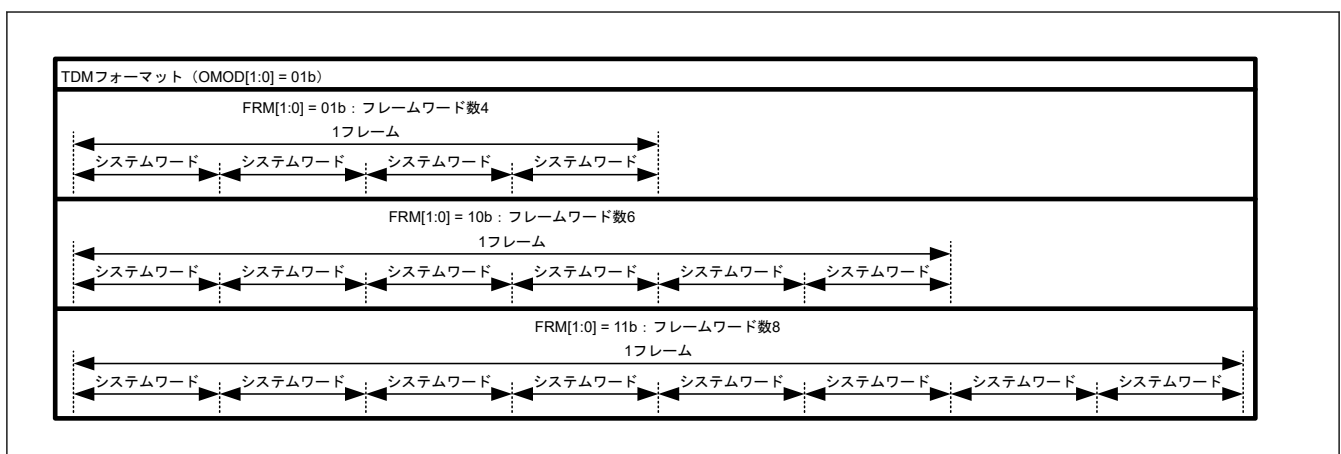 TDMフォーマット（OMOD[1:0] = 01b）
FRM[1:0] = 01b：フレームワード数4
1フレーム
システムワード システムワード システムワード システムワード
FRM[1:0] = 10b：フレームワード数6
1フレーム
システムワード システムワード システムワード システムワード システムワード システムワード
FRM[1:0] = 11b：フレームワード数8
1フレーム
システムワード システムワード システムワード システムワード システムワード システムワード システムワード システムワード